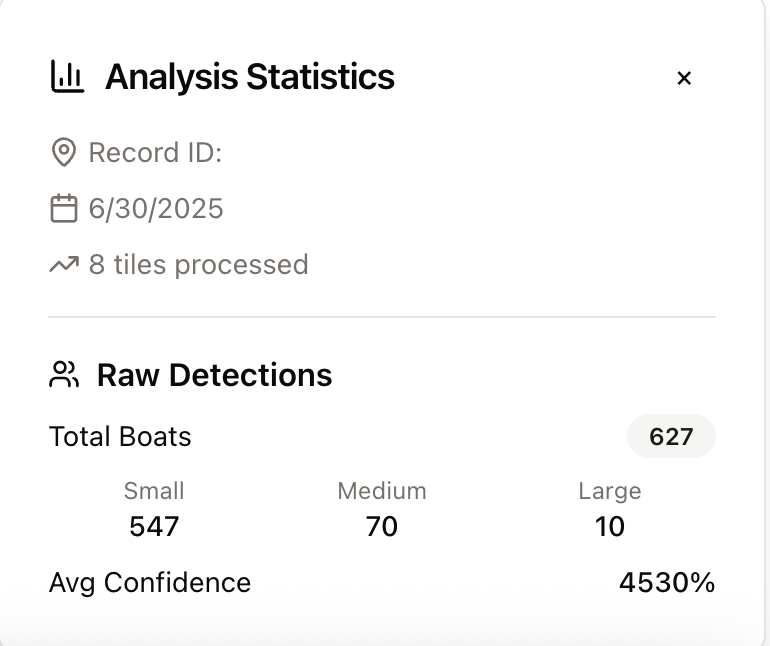 Analysis Statistics
Record ID:
6/30/2025
8 tiles processed
Raw Detections
Total Boats 627
Small Medium Large
547 70 10
Avg Confidence 4530%